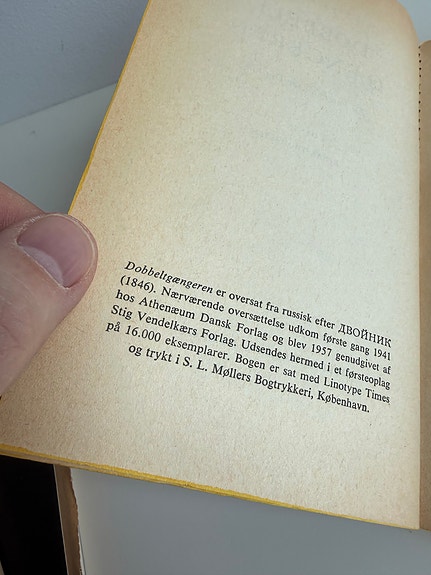 Dobbeltgængeren er oversat fra russisk efter ДВОЙНИК
(1846). Nærværende oversættelse udkom første gang 1941
hos Athenæum Dansk Forlag og blev 1957 genudgivet af
Stig Vendelkærs Forlag. Udsendes hermed i et førsteoplag
på 16.000 eksemplarer. Bogen er sat med Linotype Times
og trykt i S. L. Møllers Bogtrykkeri, København.